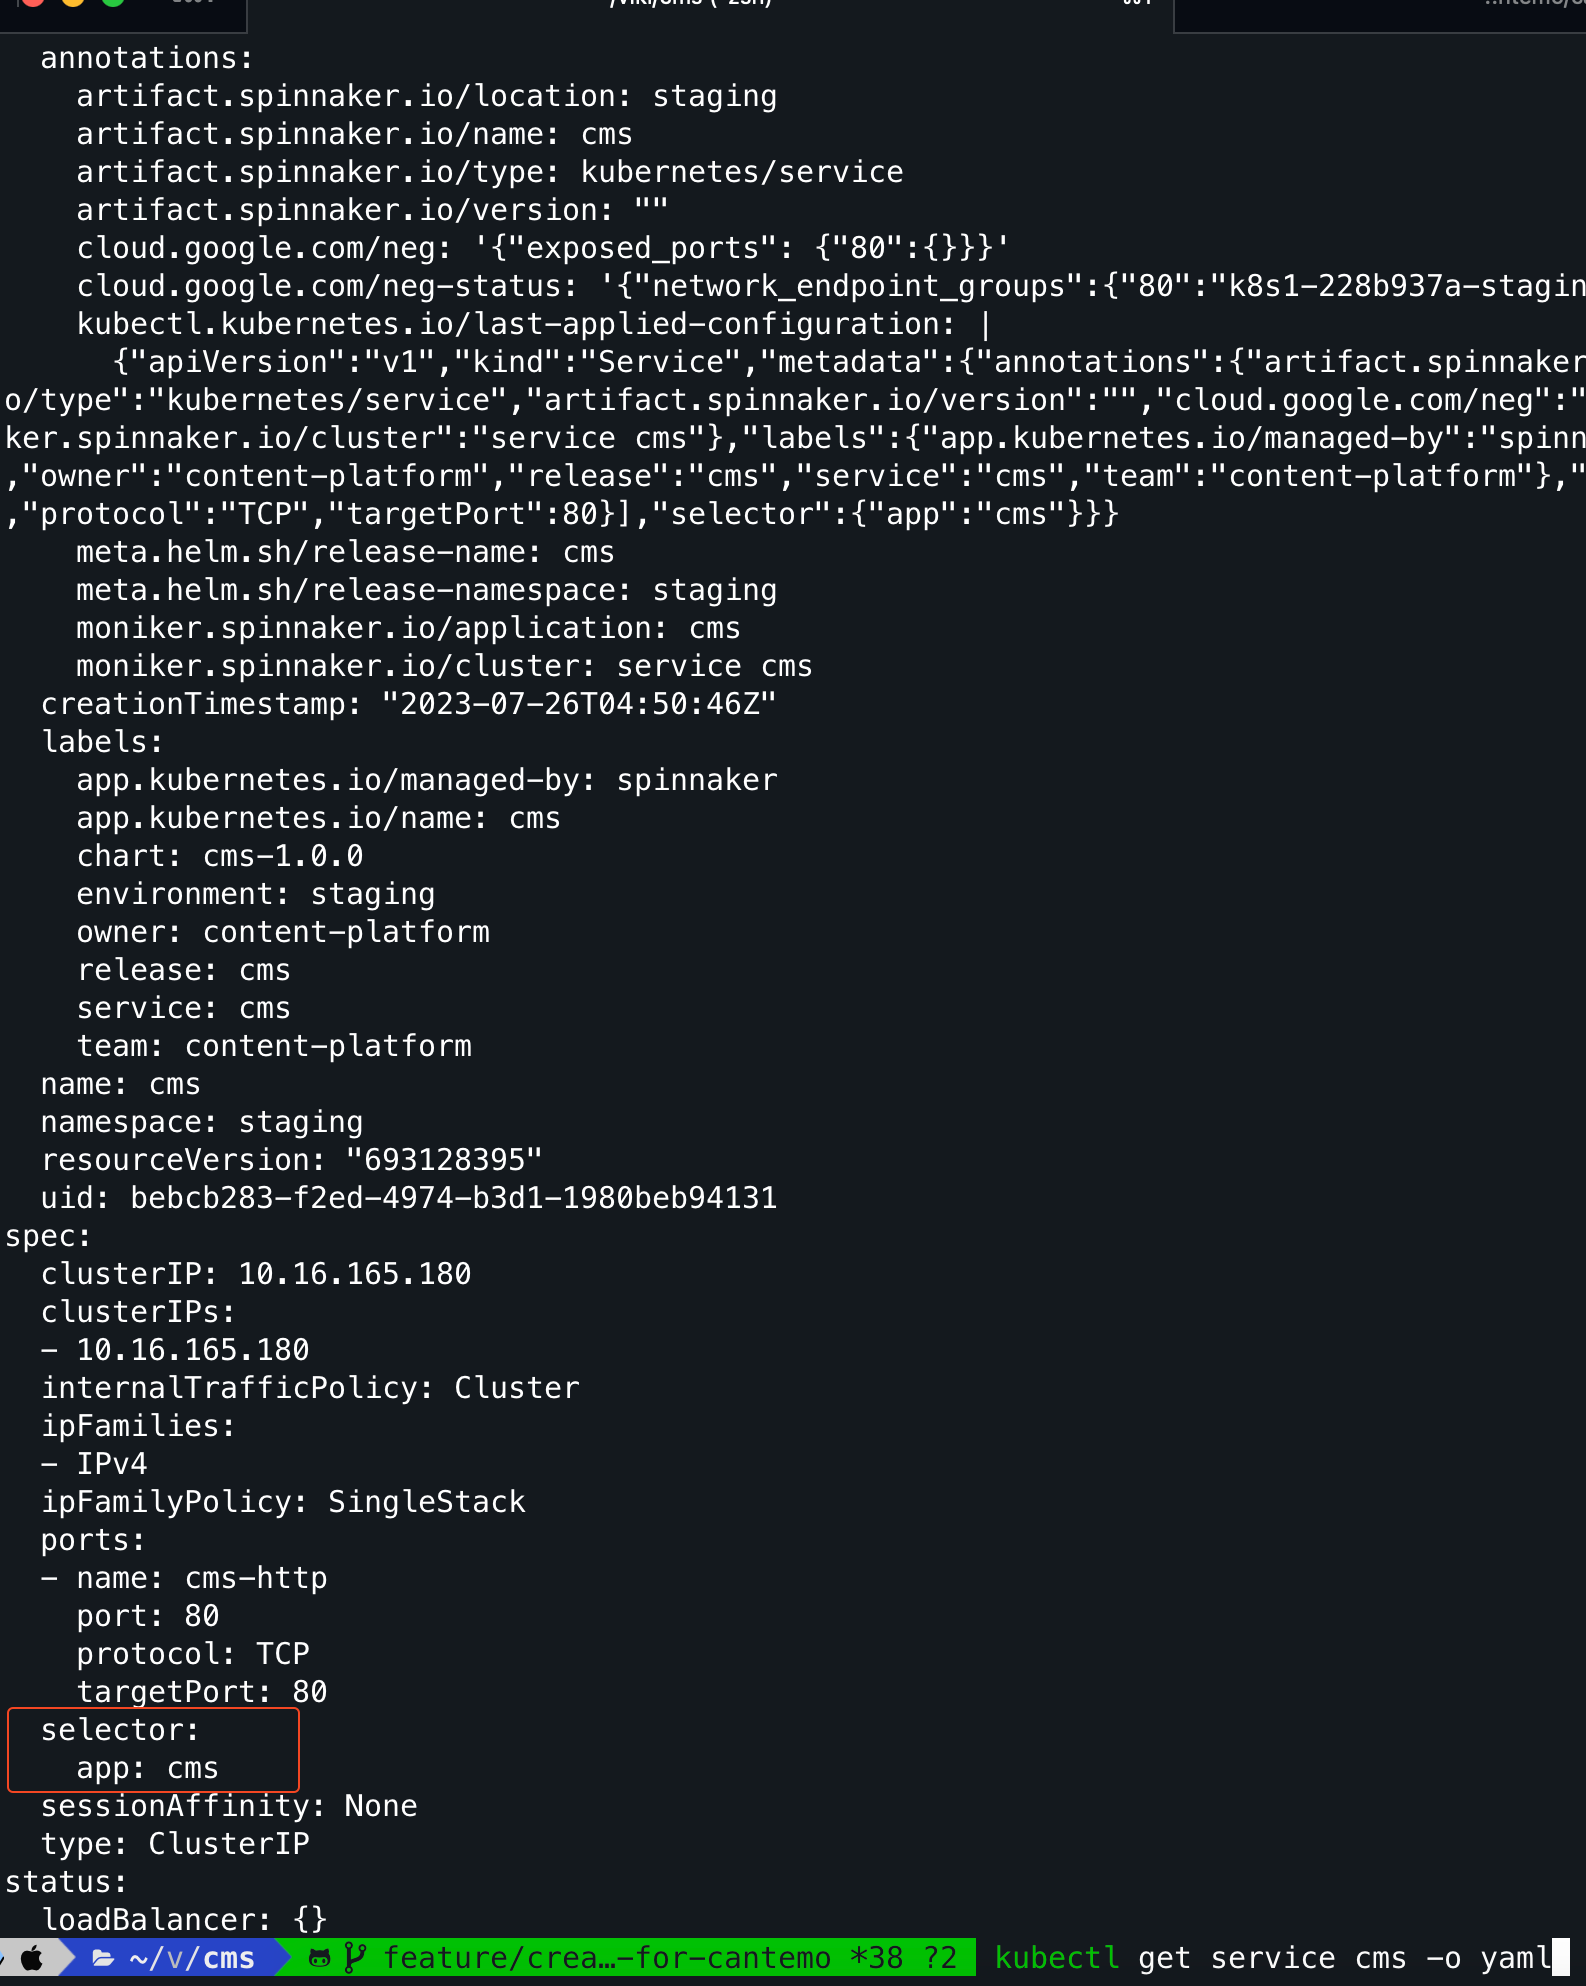 annotations:
artifact.spinnaker.io/location: staging
artifact.spinnaker.io/name: cms
artifact.spinnaker.io/type: kubernetes/service
artifact.spinnaker.io/version: ""
cloud.google.com/neg: '{"exposed_ports": {"80":{}}}'
cloud.google.com/neg-status: '{"network_endpoint_groups":{"80":"k8s1-228b937a-stagin
kubectl.kubernetes.io/last-applied-configuration: |
{"apiVersion":"v1","kind":"Service","metadata":{"annotations":{"artifact.spinnaker
o/type":"kubernetes/service","artifact.spinnaker.io/version":"","cloud.google.com/neg":"
ker.spinnaker.io/cluster":"service cms"},"labels":{"app.kubernetes.io/managed-by":"spinn
,"owner":"content-platform","release":"cms","service":"cms","team":"content-platform"},"
,"protocol":"TCP","targetPort":80}],"selector":{"app":"cms"}}}
meta.helm.sh/release-name: cms
meta.helm.sh/release-namespace: staging
moniker.spinnaker.io/application: cms
moniker.spinnaker.io/cluster: service cms
creationTimestamp: "2023-07-26T04:50:46Z"
labels:
app.kubernetes.io/managed-by: spinnaker
app.kubernetes.io/name: cms
chart: cms-1.0.0
environment: staging
owner: content-platform
release: cms
service: cms
team: content-platform
name: cms
namespace: staging
resourceVersion: "693128395"
uid: bebcb283-f2ed-4974-b3d1-1980beb94131
spec:
clusterIP: 10.16.165.180
clusterIPs:
- 10.16.165.180
internalTrafficPolicy: Cluster
ipFamilies:
- IPv4
ipFamilyPolicy: SingleStack
ports:
- name: cms-http
port: 80
protocol: TCP
targetPort: 80
selector:
app: cms
sessionAffinity: None
type: ClusterIP
status:
loadBalancer: {}
~/v/cms feature/crea…-for-cantemo *38 ?2 kubectl get service cms -o yaml